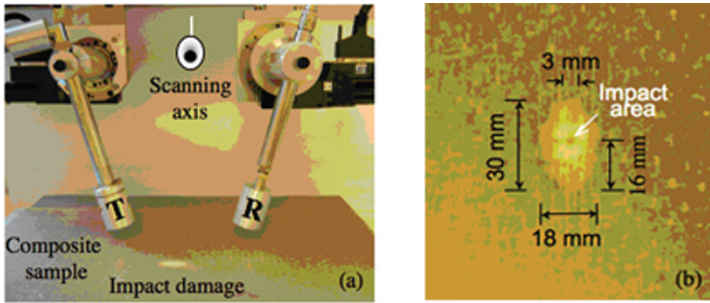 Scanning
axis
T
R
Composite
sample
Impact damage
(a)
3 mm
Impact
area
30 mm
16 mm
18 mm
(b)